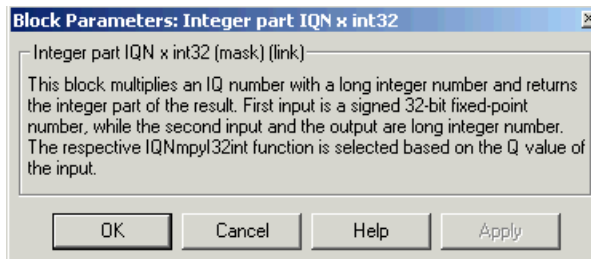 Block Parameters: Integer part IQN x int32
Integer part IQN x int32 (mask) (link)
This block multiplies an IQ number with a long integer number and returns
the integer part of the result. First input is a signed 32-bit fixed-point
number, while the second input and the output are long integer number.
The respective IQNmpyI32int function is selected based on the Q value of
the input.
OK Cancel Help Apply